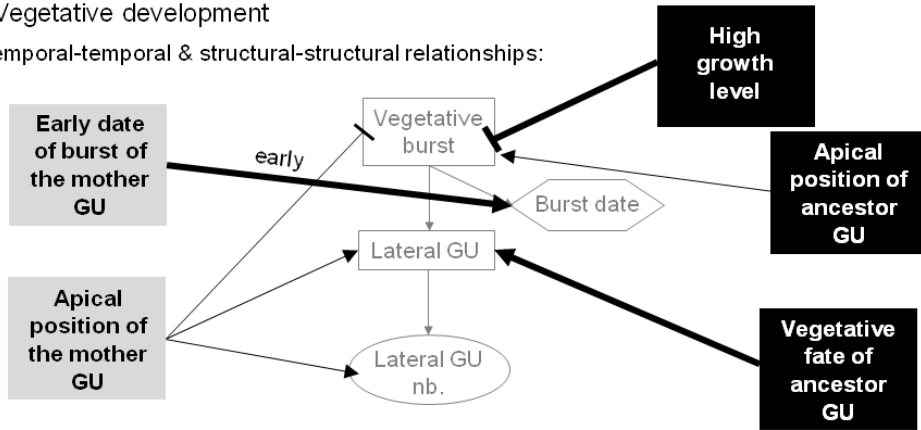 Vegetative development
emporal-temporal & structural-structural relationships:
High
growth
level
Early date
of burst of
the mother
GU
early
Vegetative
burst
Apical
position of
ancestor
GU
Burst date
Lateral GU
Apical
position of
the mother
GU
Lateral GU
nb.
Vegetative
fate of
ancestor
GU